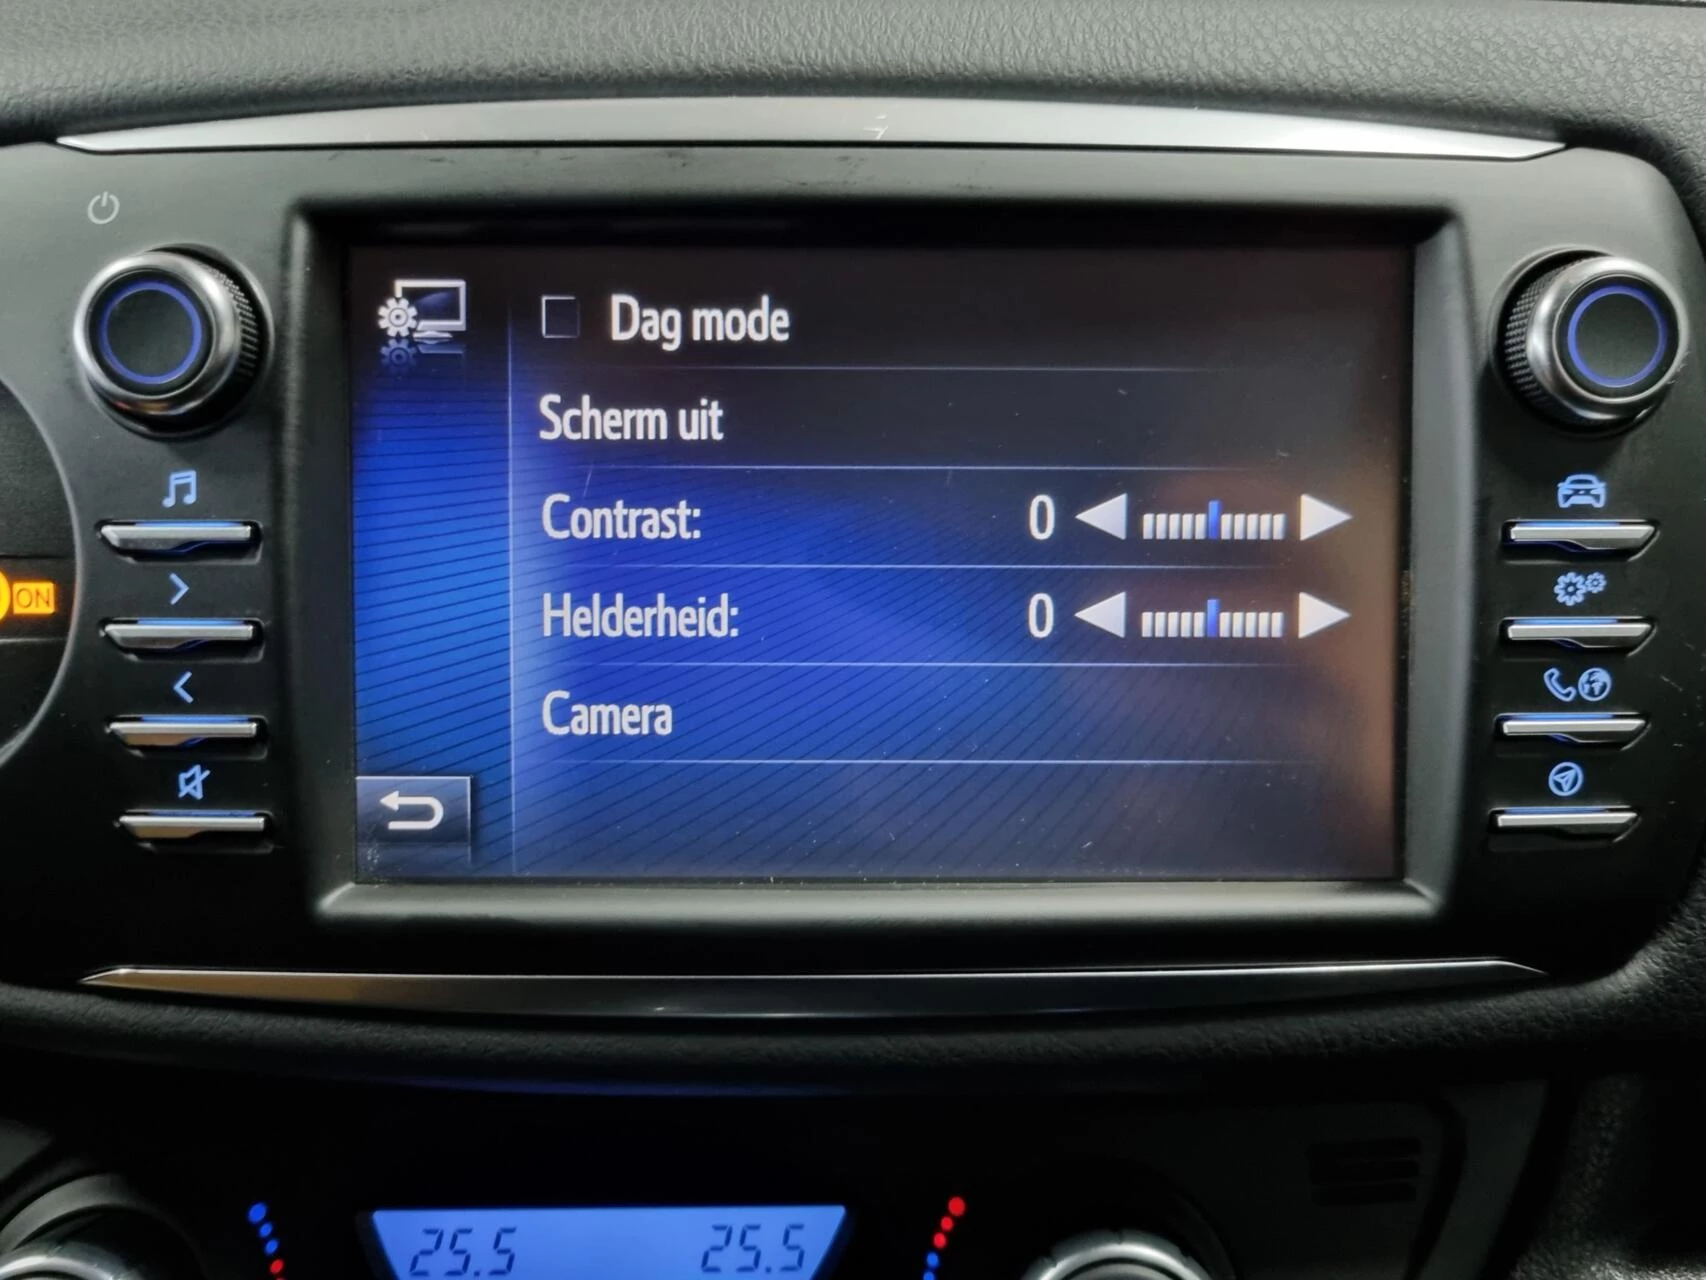 Dag mode
Scherm uit
Contrast: 0
Helderheid: 0
Camera
ON
25.5 25.5